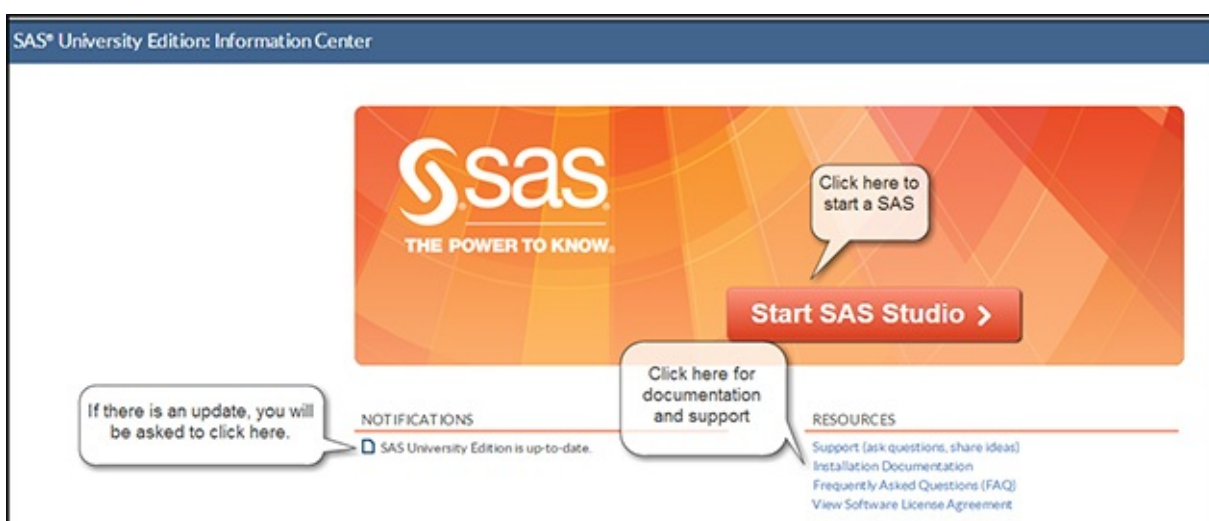 SAS® University Edition: Information Center
sas
THE POWER TO KNOW®
Click here to
start a SAS
Start SAS Studio >
If there is an update, you will
be asked to click here.
NOTIFICATIONS
SAS University Edition is up-to-date.
Click here for
documentation
and support
RESOURCES
Support (ask questions, share ideas)
Installation Documentation
Frequently Asked Questions (FAQ)
View Software License Agreement